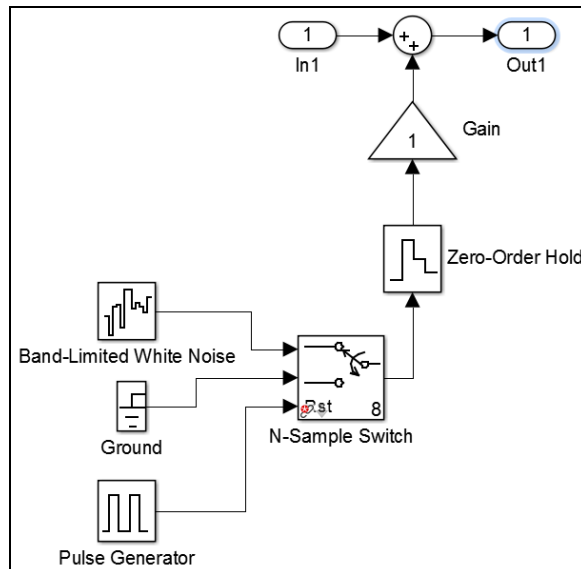 1
1
In1
Out1
1
Gain
Zero-Order Hold
Band-Limited White Noise
8
N-Sample Switch
Ground
Pulse Generator